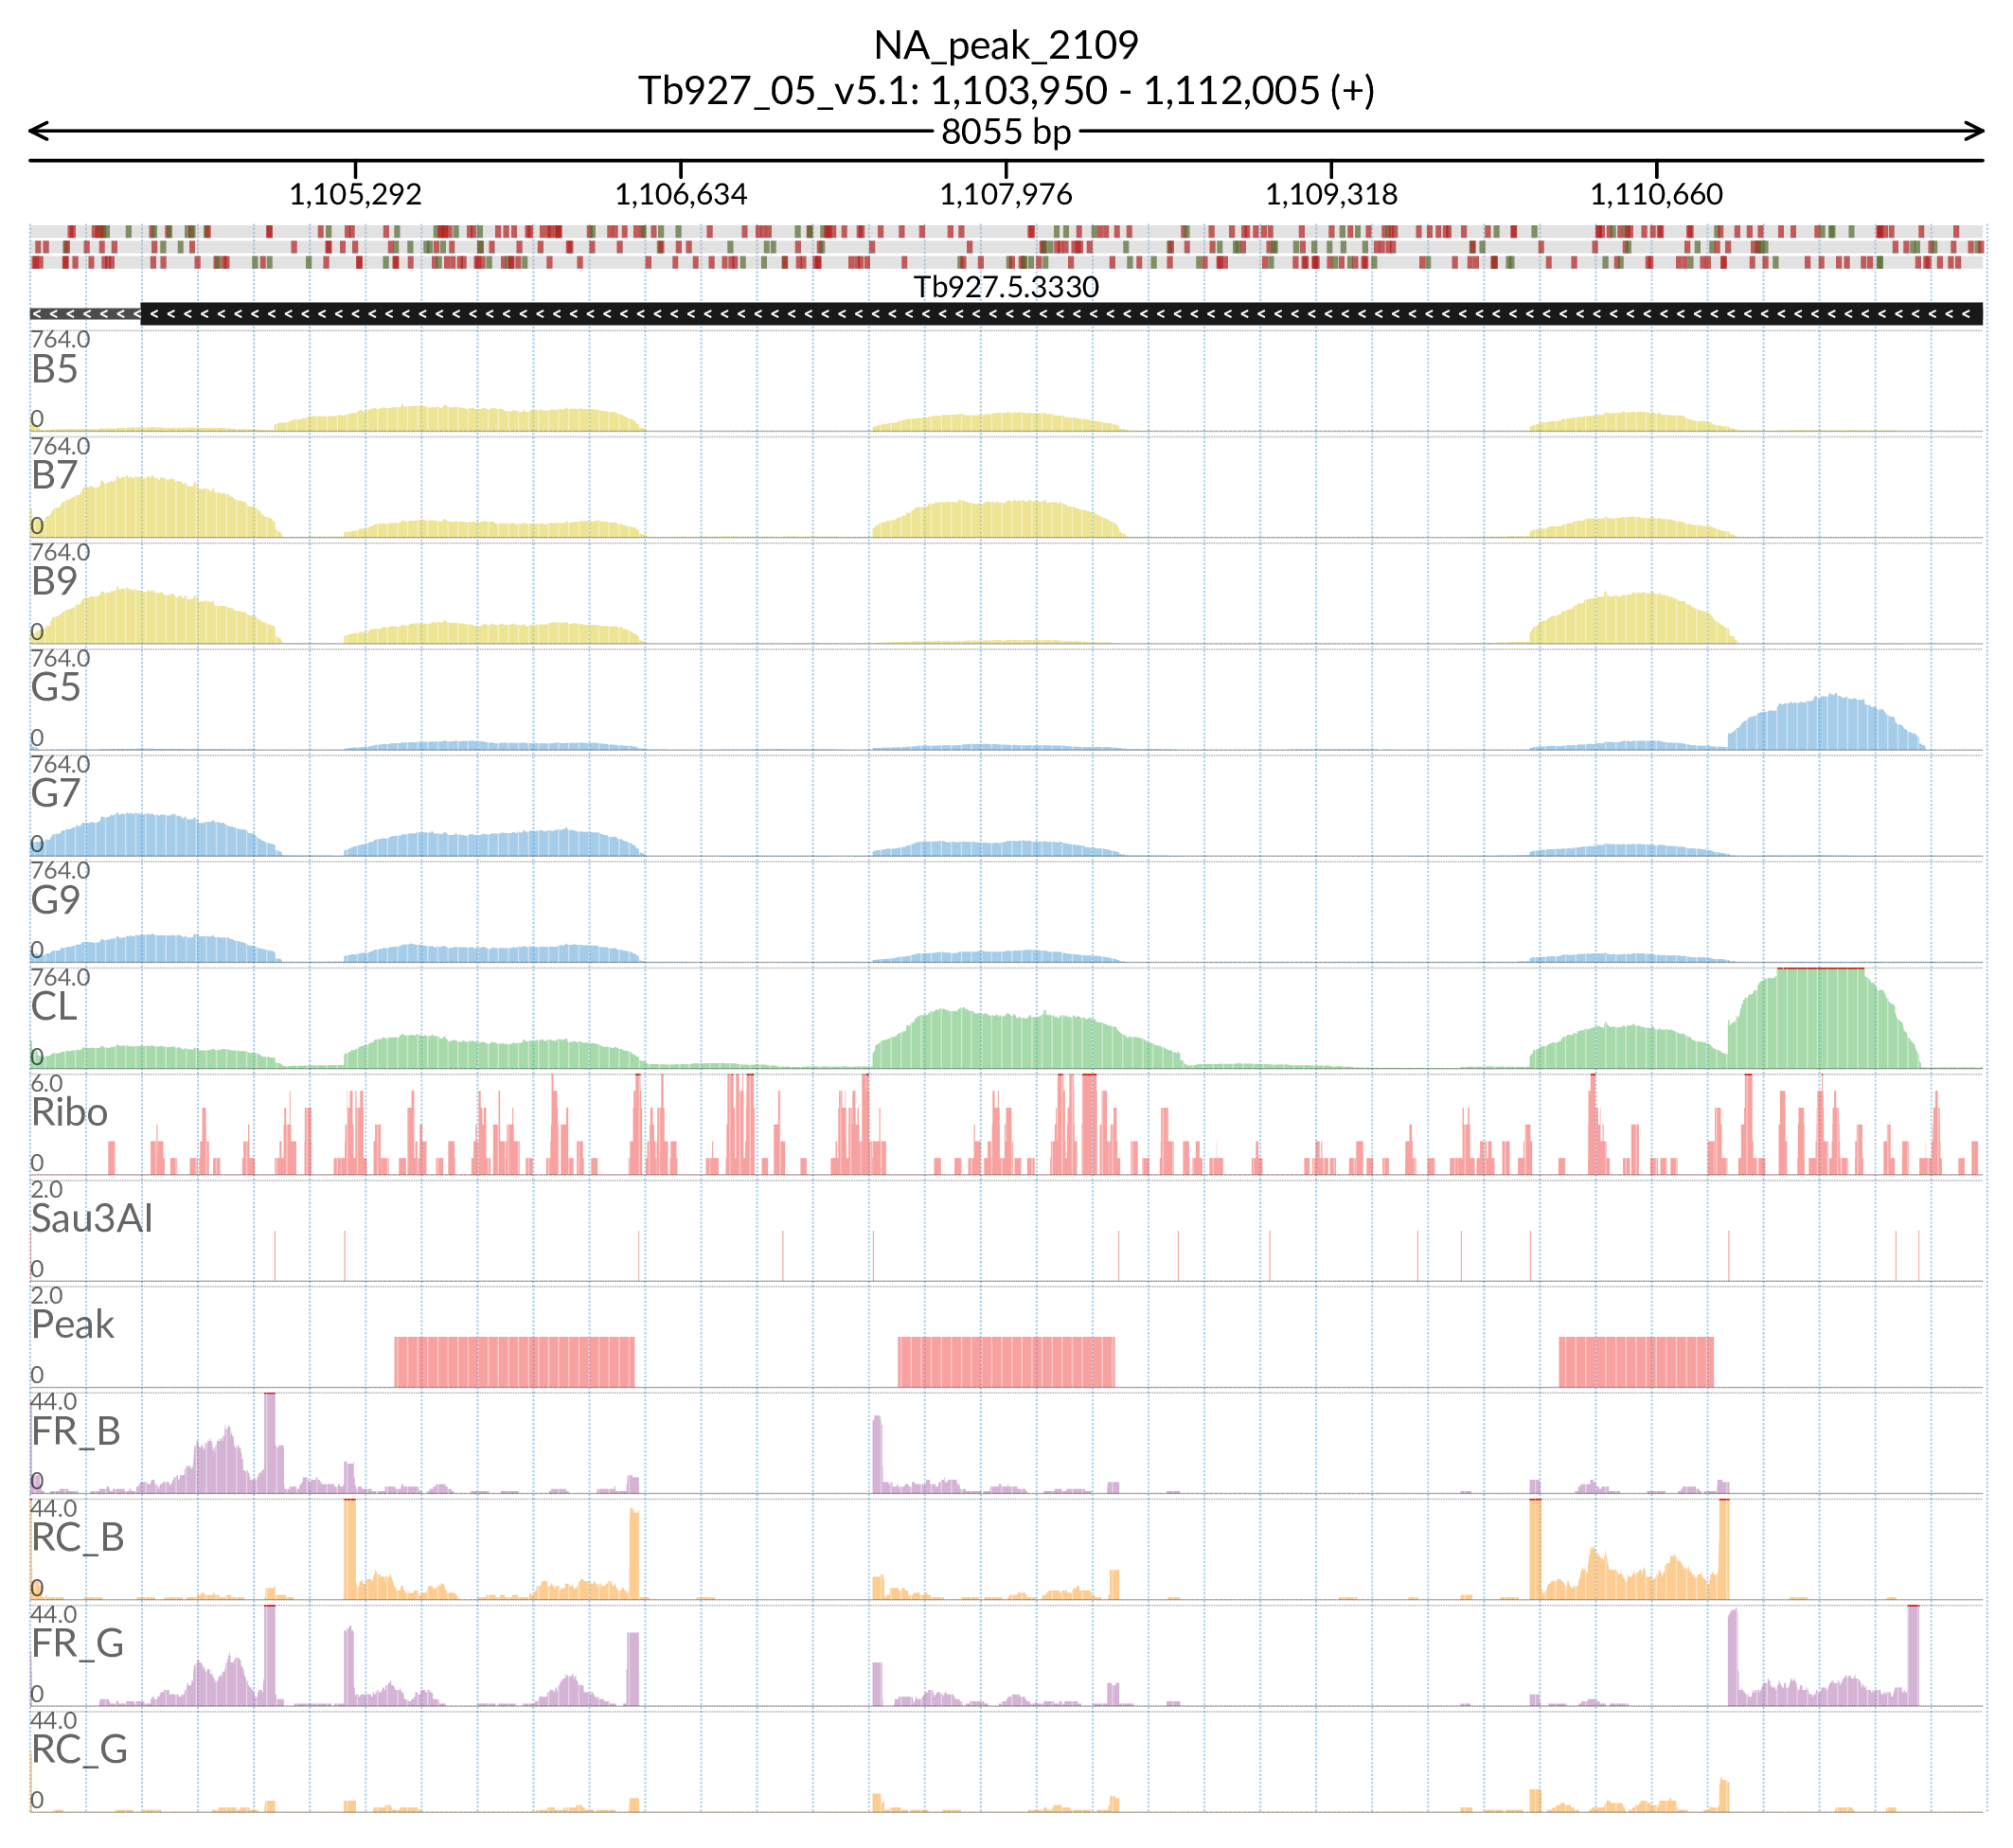 NA_peak_2109
Tb927_05_v5.1: 1,103,950 - 1,112,005 (+)
8055 bp
1,105,292 1,106,634 1,107,976 1,109,318 1,110,660
Tb927.5.3330
764.0
B5
0
764.0
B7
0
764.0
B9
0
764.0
G5
0
764.0
G7
0
764.0
G9
0
764.0
CL
0
6.0
Ribo
0
2.0
Sau3AI
0
2.0
Peak
0
44.0
FR_B
0
44.0
RC_B
0
44.0
FR_G
0
44.0
RC_G
0